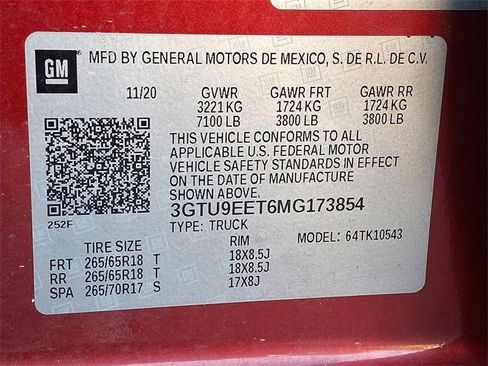 GM
MFD BY GENERAL MOTORS DE MEXICO, S. DE R.L. DE C.V.
11/20 GVWR GAWR FRT GAWR RR
3221 KG 1724 KG 1724 KG
7100 LB 3800 LB 3800 LB
THIS VEHICLE CONFORMS TO ALL
APPLICABLE U.S. FEDERAL MOTOR
VEHICLE SAFETY STANDARDS IN EFFECT
ON THE DATE OF MANUFACTURE
SHOWN ABOVE.
3GTU9EET6MG173854
252F
TYPE: TRUCK MODEL: 64TK10543
TIRE SIZE RIM
FRT 265/65R18 T 18X8.5J
RR 265/65R18 T 18X8.5J
SPA 265/70R17 S 17X8J